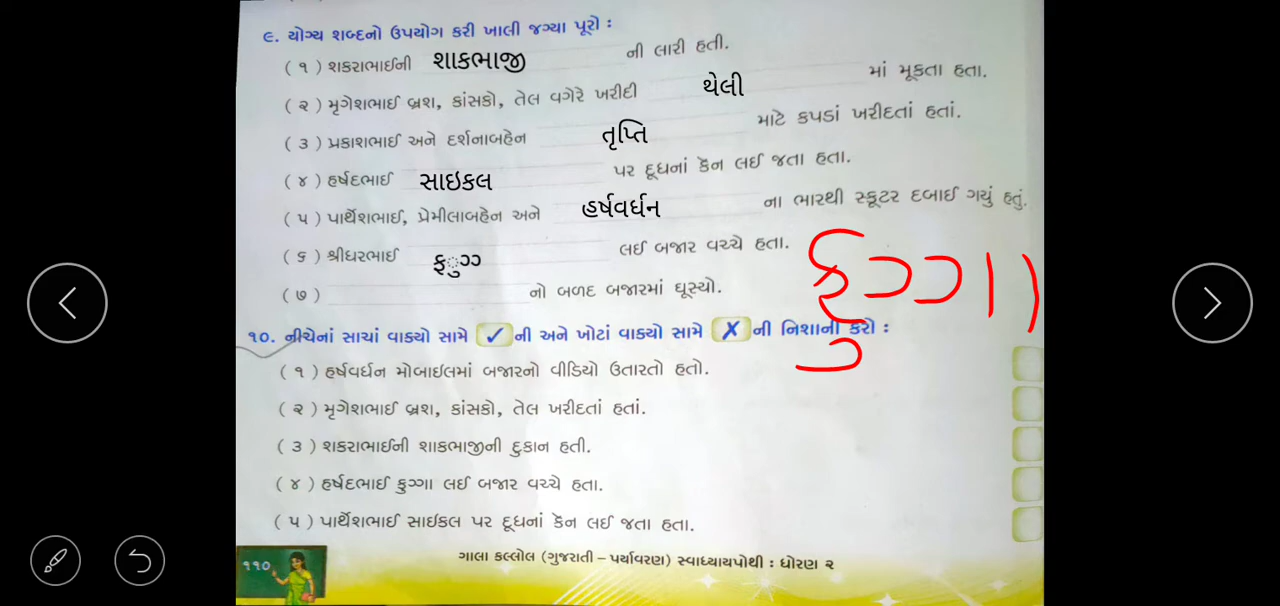 ૯. યોગ્ય શબ્દનો ઉપયોગ કરી ખાલી જગ્યા પૂરો :
(૧) શકરાભાઈની શાકભાજી ની લારી હતી.
(૨) મૃગેશભાઈ બ્રશ, કાંસકો, તેલ વગેરે ખરીદી થેલી માં મૂકતા હતા.
(૩) પ્રકાશભાઈ અને દર્શનાબહેન તૃપ્તિ માટે કપડાં ખરીદતાં હતાં.
(૪) હર્ષદભાઈ સાઇકલ પર દૂધનાં કૅન લઈ જતા હતા.
(૫) પાર્થેશભાઈ, પ્રેમીલાબહેન અને હર્ષવર્ધન ના ભારથી સ્કૂટર દબાઈ ગયું હતું.
(૬) શ્રીધરભાઈ ફુગ્ગ લઈ બજાર વચ્ચે હતા.
ફુગ્ગા
(૭) નો બળદ બજારમાં ઘૂસ્યો.
૧૦. નીચેનાં સાચાં વાક્યો સામે ✓ ની અને ખોટાં વાક્યો સામે ✗ ની નિશાની કરો :
(૧) હર્ષવર્ધન મોબાઇલમાં બજારનો વીડિયો ઉતારતો હતો.
(૨) મૃગેશભાઈ બ્રશ, કાંસકો, તેલ ખરીદતાં હતાં.
(૩) શકરાભાઈની શાકભાજીની દુકાન હતી.
(૪) હર્ષદભાઈ ફુગ્ગા લઈ બજાર વચ્ચે હતા.
(૫) પાર્થેશભાઈ સાઇકલ પર દૂધનાં કૅન લઈ જતા હતા.
૧૧૦ ગાલા કલ્લોલ (ગુજરાતી – પર્યાવરણ) સ્વાધ્યાયપોથી : ધોરણ ૨